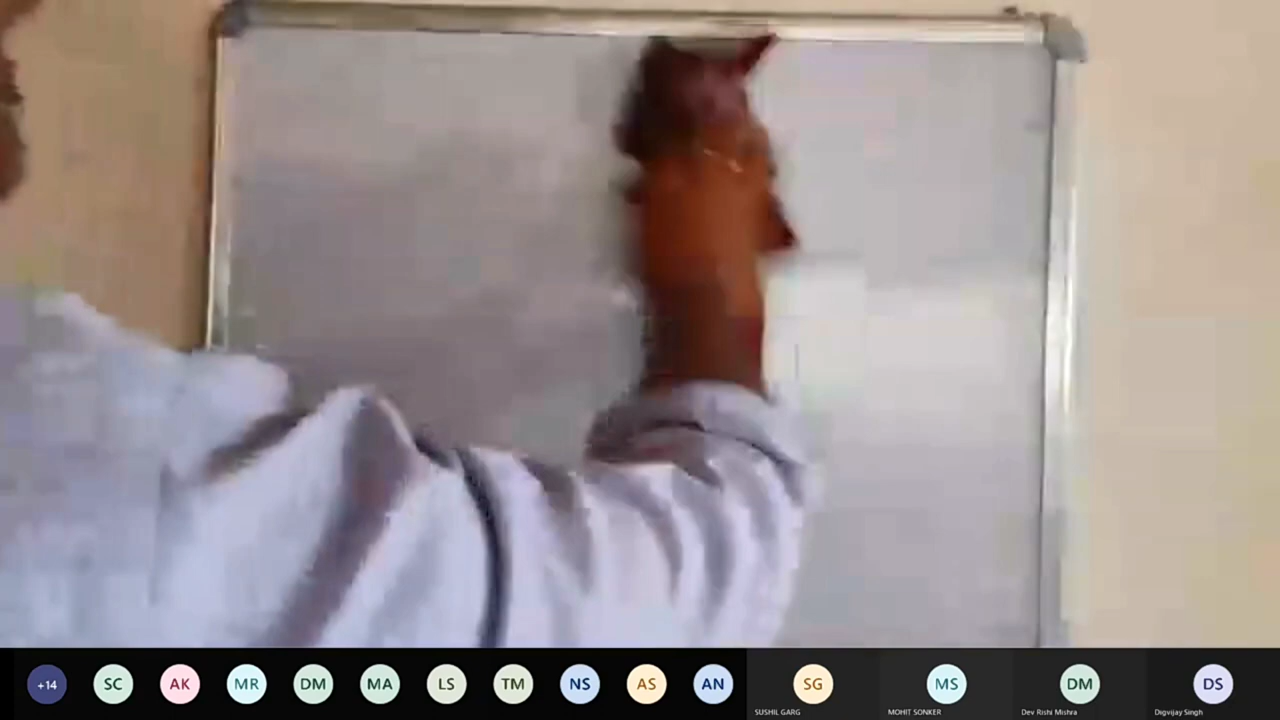 +14 SC AK MR DM MA LS TM NS AS AN SG MS DM DS
SUSHIL GARG MOHIT SONKER Dev Rishi Mishra Digvijay Singh